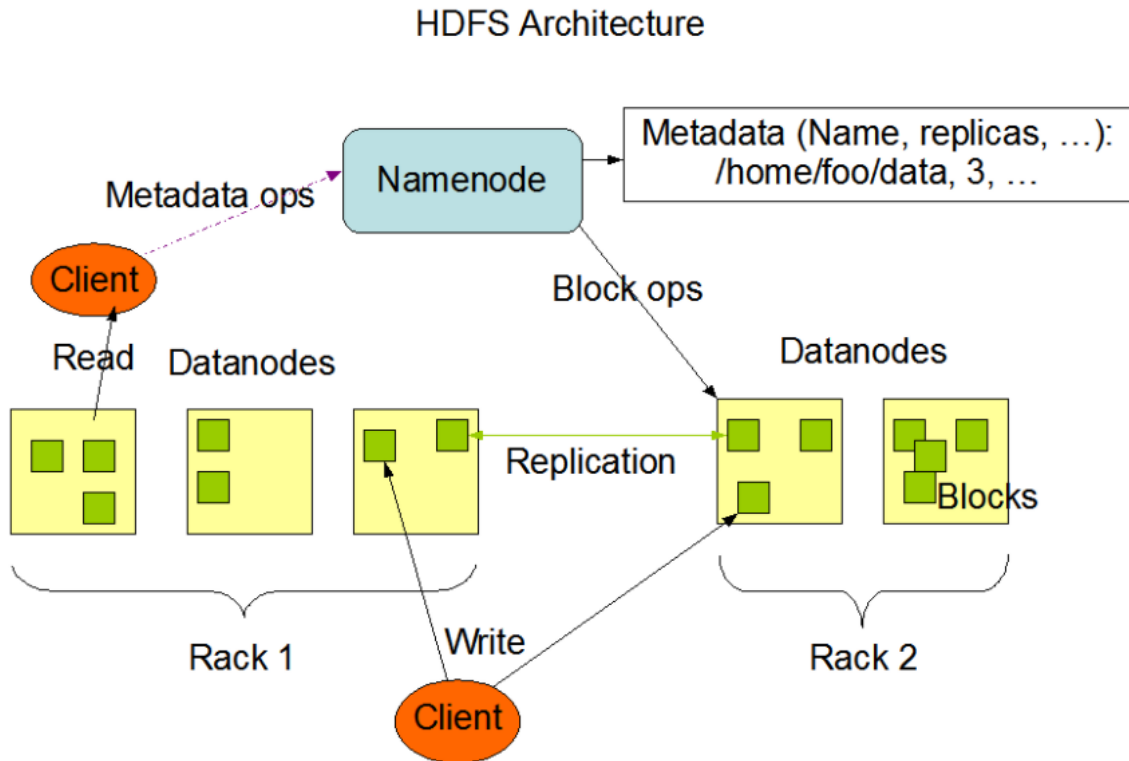 HDFS Architecture
Metadata (Name, replicas, …):
/home/foo/data, 3, …
Namenode
Metadata ops
Client
Block ops
Read
Datanodes
Datanodes
Replication
Blocks
Rack 1
Write
Rack 2
Client